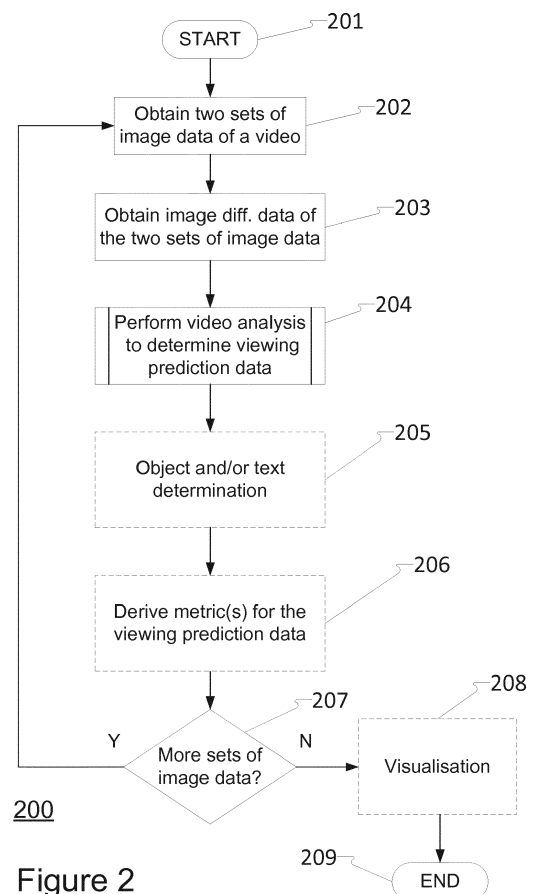 START
201
Obtain two sets of
image data of a video
202
Obtain image diff. data of
the two sets of image data
203
Perform video analysis
to determine viewing
prediction data
204
Object and/or text
determination
205
Derive metric(s) for the
viewing prediction data
206
More sets of
image data?
207
Y
N
Visualisation
208
200
209
END
Figure 2